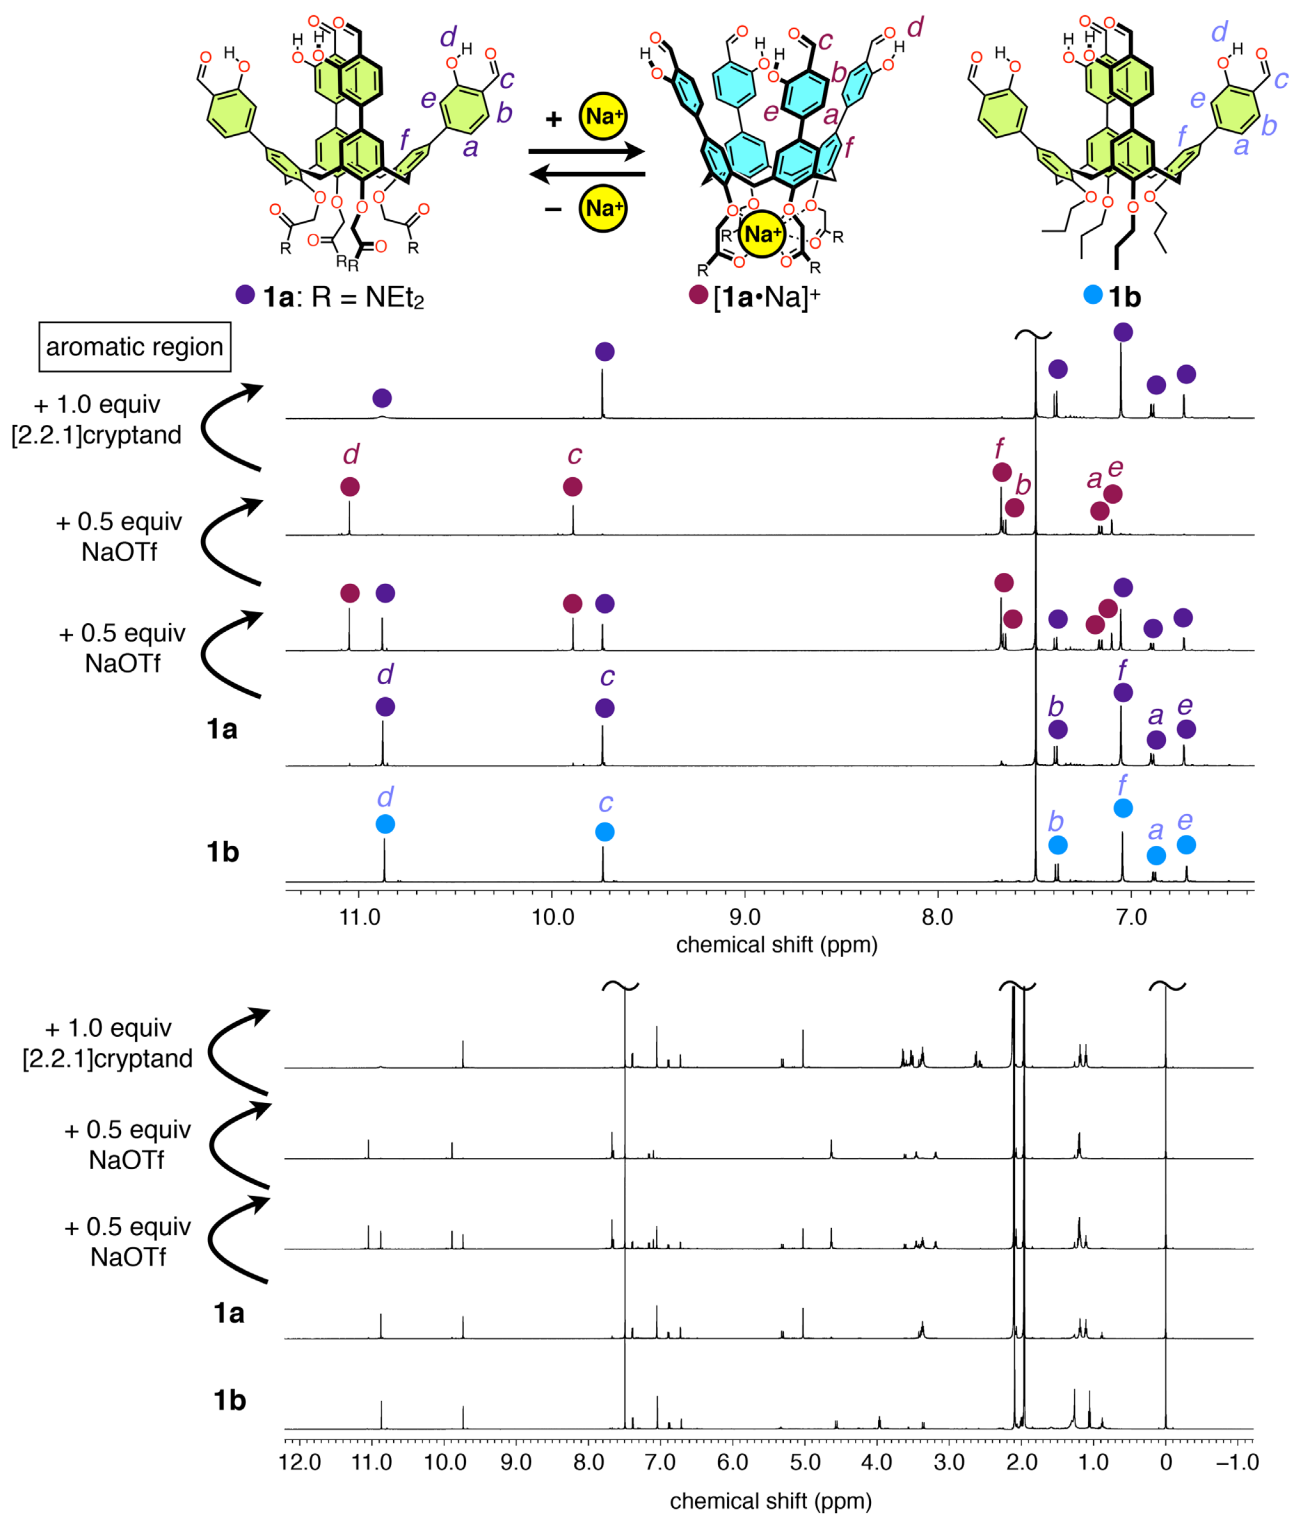 d
c
e
b
f
a
O
H
R
1a: R = NEt₂
+ Na⁺
− Na⁺
d
c
b
e
a
f
O
H
R
Na⁺
[1a•Na]⁺
d
c
e
b
f
a
O
H
1b
aromatic region
+ 1.0 equiv
[2.2.1]cryptand
d c f b a e
+ 0.5 equiv
NaOTf
+ 0.5 equiv
NaOTf
d c b f a e
1a
d c b f a e
1b
11.0 10.0 9.0 8.0 7.0
chemical shift (ppm)
+ 1.0 equiv
[2.2.1]cryptand
+ 0.5 equiv
NaOTf
+ 0.5 equiv
NaOTf
1a
1b
12.0 11.0 10.0 9.0 8.0 7.0 6.0 5.0 4.0 3.0 2.0 1.0 0 −1.0
chemical shift (ppm)